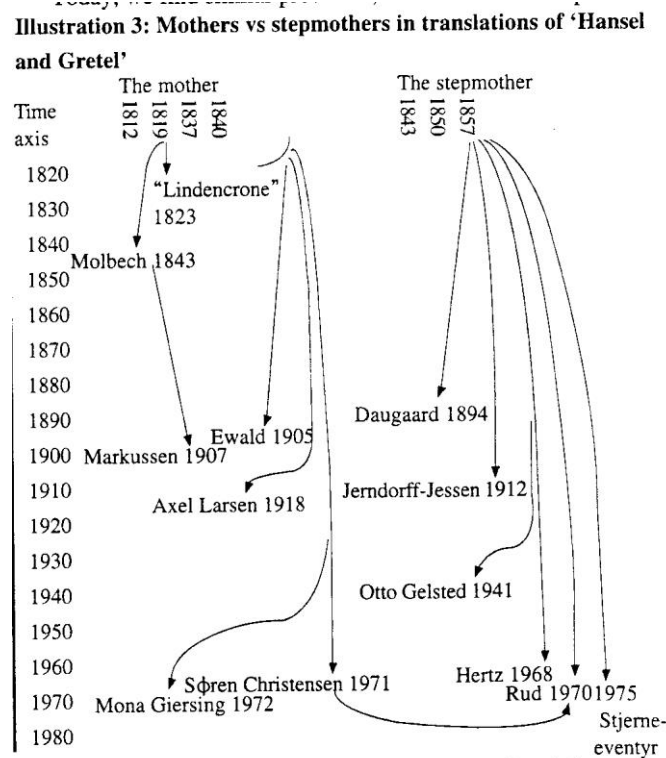 Illustration 3: Mothers vs stepmothers in translations of ‘Hansel
and Gretel’
The mother
The stepmother
Time
axis
1812
1819
1837
1840
1843
1850
1857
1820
1830
1840
1850
1860
1870
1880
1890
1900
1910
1920
1930
1940
1950
1960
1970
1980
“Lindencrone”
1823
Molbech 1843
Daugaard 1894
Ewald 1905
Markussen 1907
Jerndorff-Jessen 1912
Axel Larsen 1918
Otto Gelsted 1941
Hertz 1968
Søren Christensen 1971
Rud 1970 1975
Mona Giersing 1972
Stjerne-
eventyr